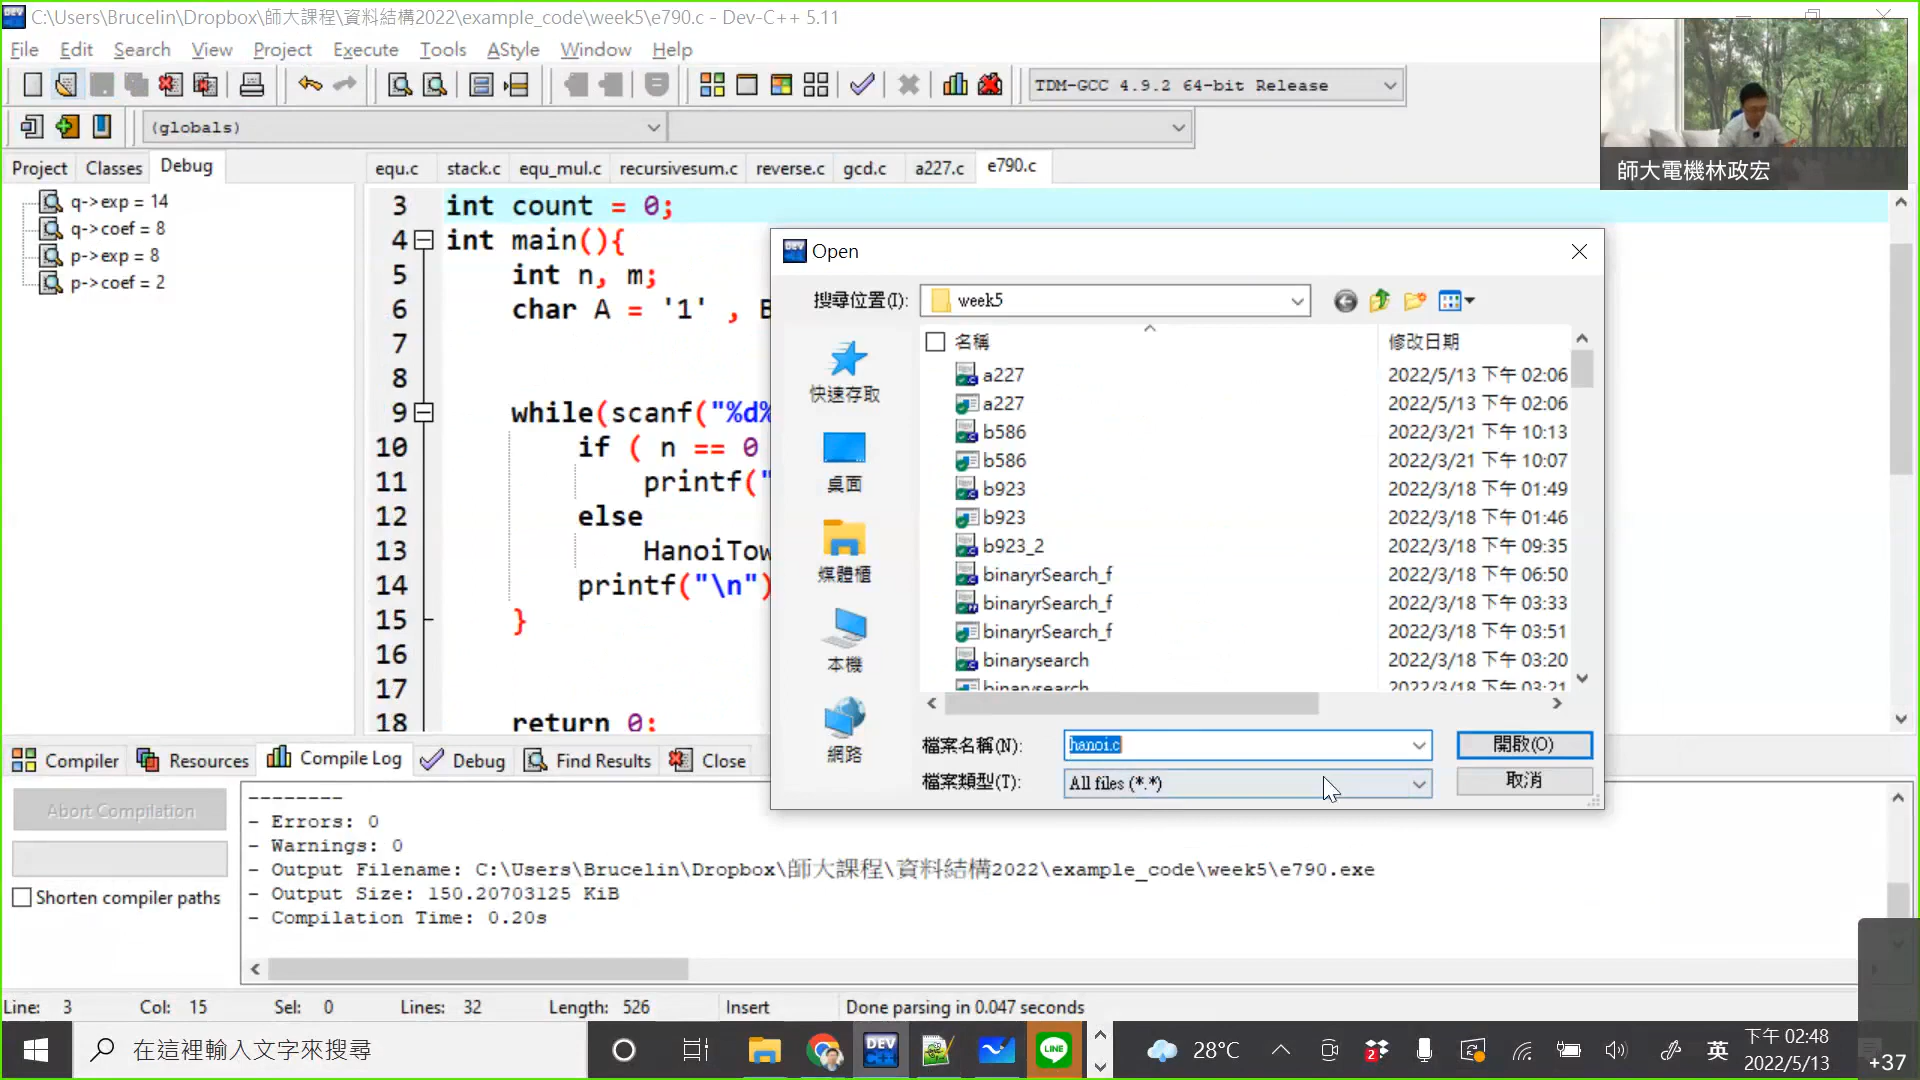 C:\Users\Brucelin\Dropbox\師大課程\資料結構2022\example_code\week5\e790.c - Dev-C++ 5.11
File Edit Search View Project Execute Tools AStyle Window Help
TDM-GCC 4.9.2 64-bit Release
(globals)
師大電機林政宏
Project Classes Debug
equ.c stack.c equ_mul.c recursivesum.c reverse.c gcd.c a227.c e790.c
q->exp = 14
q->coef = 8
p->exp = 8
p->coef = 2
3 int count = 0;
4 int main(){
5 int n, m;
6 char A = '1' ,
7
8
9 while(scanf("%d%
10 if ( n == 0
11 printf("
12 else
13 HanoiTow
14 printf("\n")
15 }
16
17
18 return 0;
Open
搜尋位置(I): week5
快速存取
桌面
媒體櫃
本機
網路
名稱 修改日期
a227 2022/5/13 下午 02:06
a227 2022/5/13 下午 02:06
b586 2022/3/21 下午 10:13
b586 2022/3/21 下午 10:07
b923 2022/3/18 下午 01:49
b923 2022/3/18 下午 01:46
b923_2 2022/3/18 下午 09:35
binaryrSearch_f 2022/3/18 下午 06:50
binaryrSearch_f 2022/3/18 下午 03:33
binaryrSearch_f 2022/3/18 下午 03:51
binarysearch 2022/3/18 下午 03:20
binarysearch 2022/3/18 下午 03:21
檔案名稱(N): hanoi.c 開啟(O)
檔案類型(T): All files (*.*) 取消
Compiler Resources Compile Log Debug Find Results Close
Abort Compilation
Shorten compiler paths
--------
- Errors: 0
- Warnings: 0
- Output Filename: C:\Users\Brucelin\Dropbox\師大課程\資料結構2022\example_code\week5\e790.exe
- Output Size: 150.20703125 KiB
- Compilation Time: 0.20s
Line: 3 Col: 15 Sel: 0 Lines: 32 Length: 526 Insert Done parsing in 0.047 seconds
在這裡輸入文字來搜尋
DEV C++
LINE
28°C
2
英
下午 02:48
2022/5/13
+37